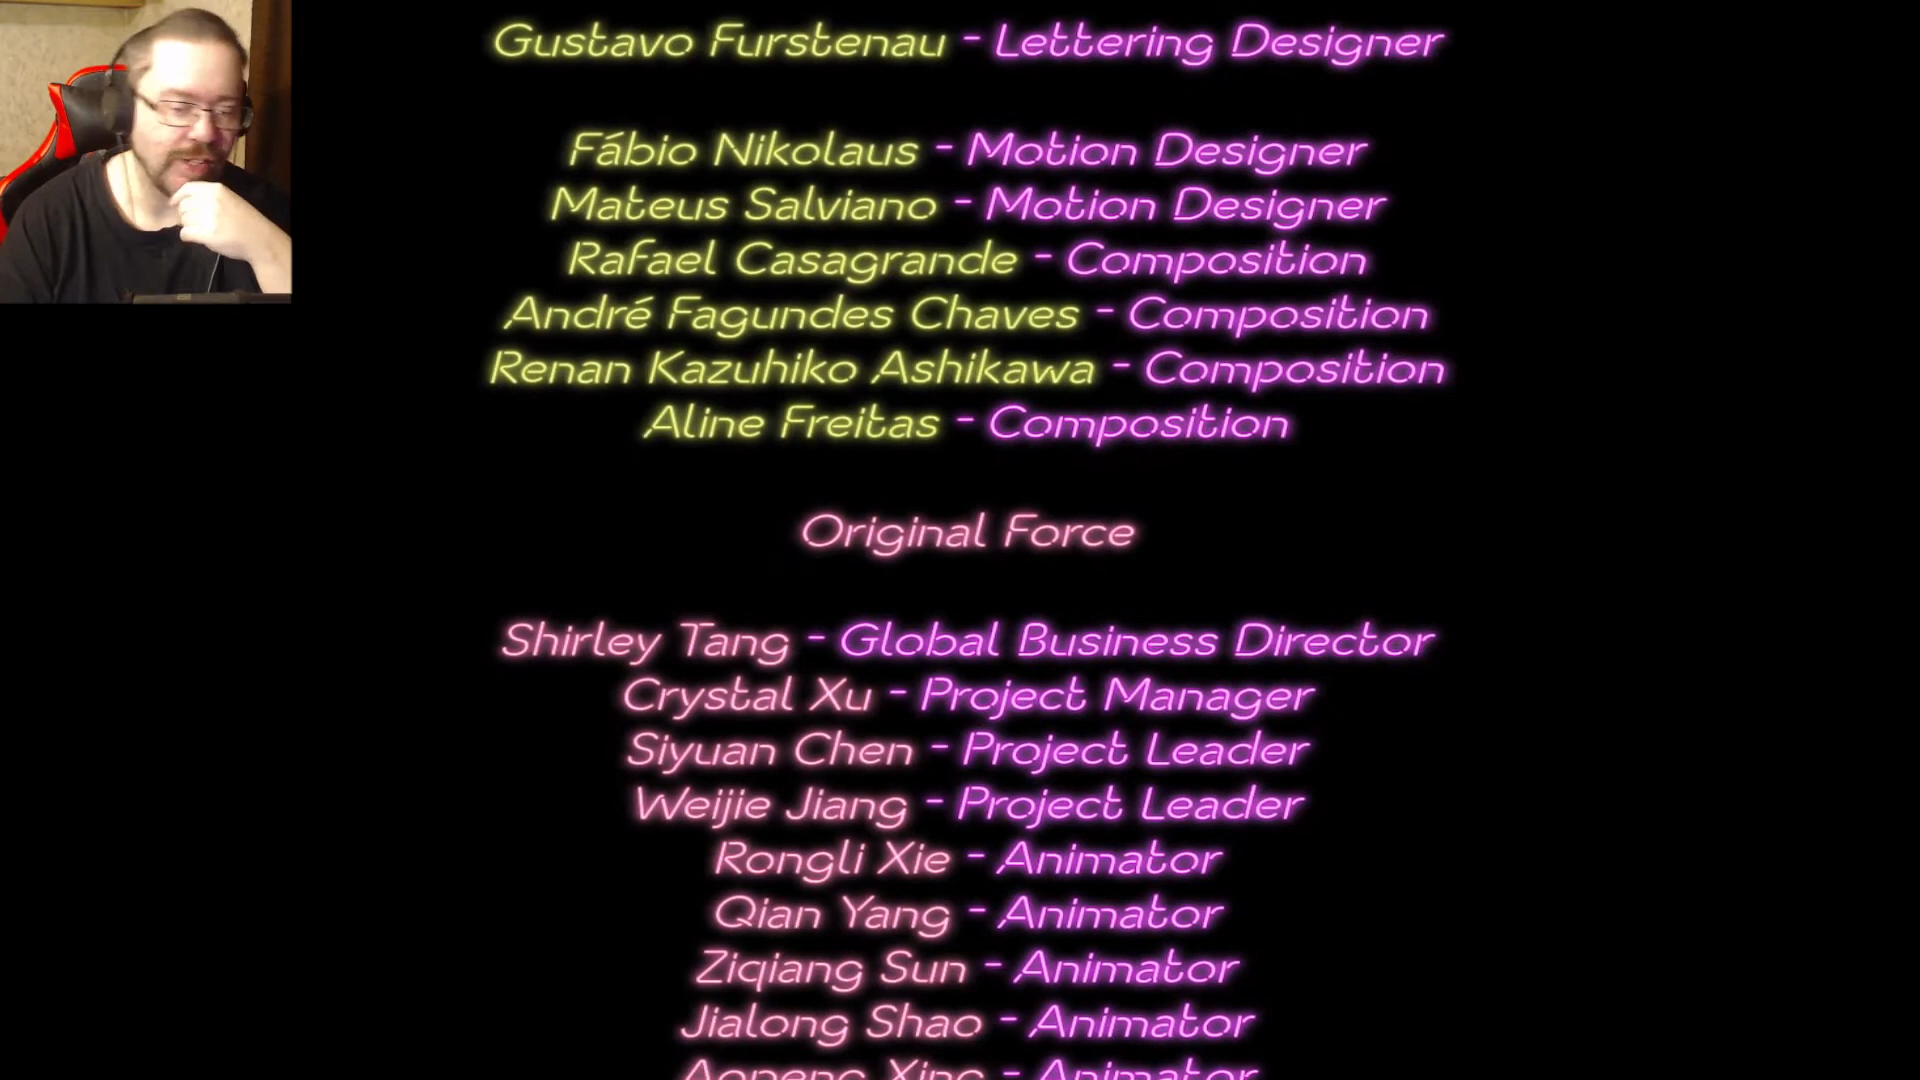 Gustavo Furstenau - Lettering Designer
Fábio Nikolaus - Motion Designer
Mateus Salviano - Motion Designer
Rafael Casagrande - Composition
André Fagundes Chaves - Composition
Renan Kazuhiko Ashikawa - Composition
Aline Freitas - Composition
Original Force
Shirley Tang - Global Business Director
Crystal Xu - Project Manager
Siyuan Chen - Project Leader
Weijie Jiang - Project Leader
Rongli Xie - Animator
Qian Yang - Animator
Ziqiang Sun - Animator
Jialong Shao - Animator
Xing - Animator